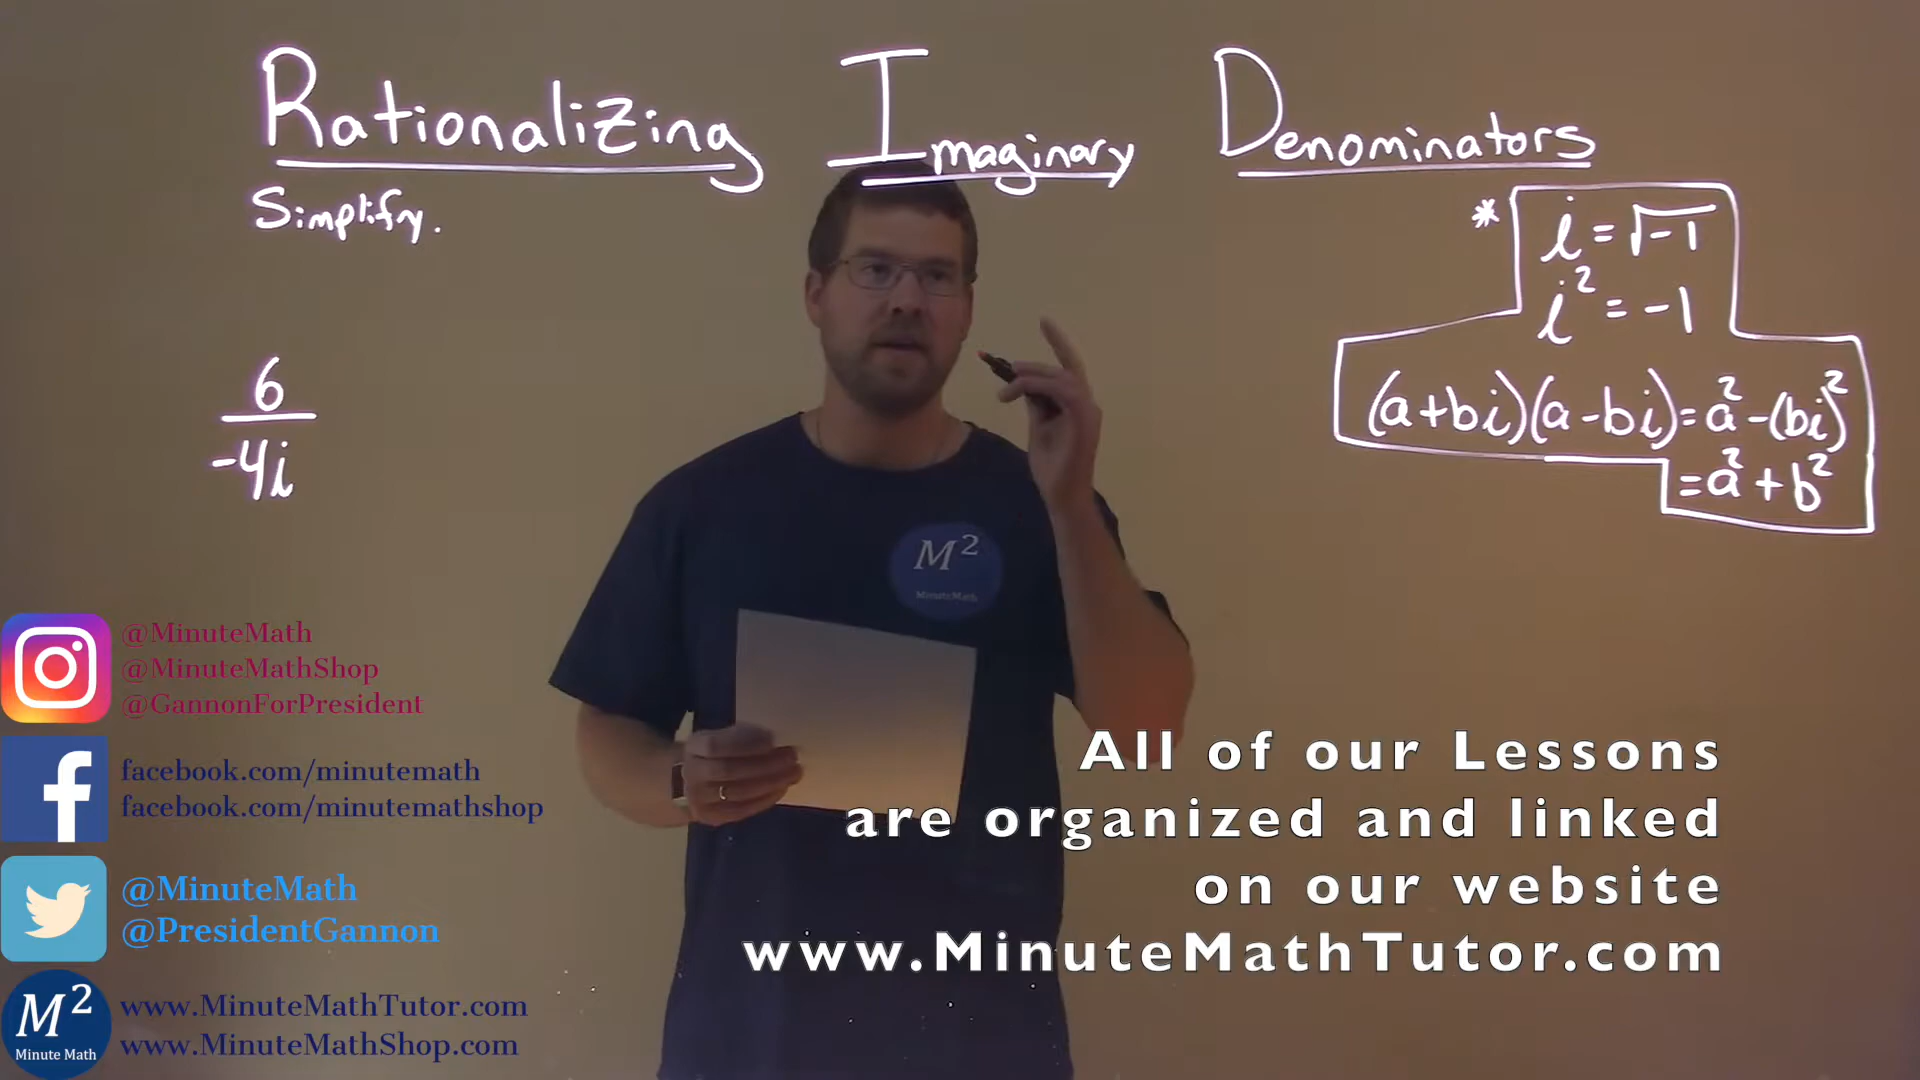 Rationalizing Imaginary Denominators
Simplify.
* i = √-1
i² = -1
(a+bi)(a-bi) = a² - (bi)²
= a² + b²
6
-4i
M²
MinuteMath
@MinuteMath
@MinuteMathShop
@GannonForPresident
facebook.com/minutemath
facebook.com/minutemathshop
@MinuteMath
@PresidentGannon
M²
Minute Math
www.MinuteMathTutor.com
www.MinuteMathShop.com
All of our Lessons
are organized and linked
on our website
www.MinuteMathTutor.com